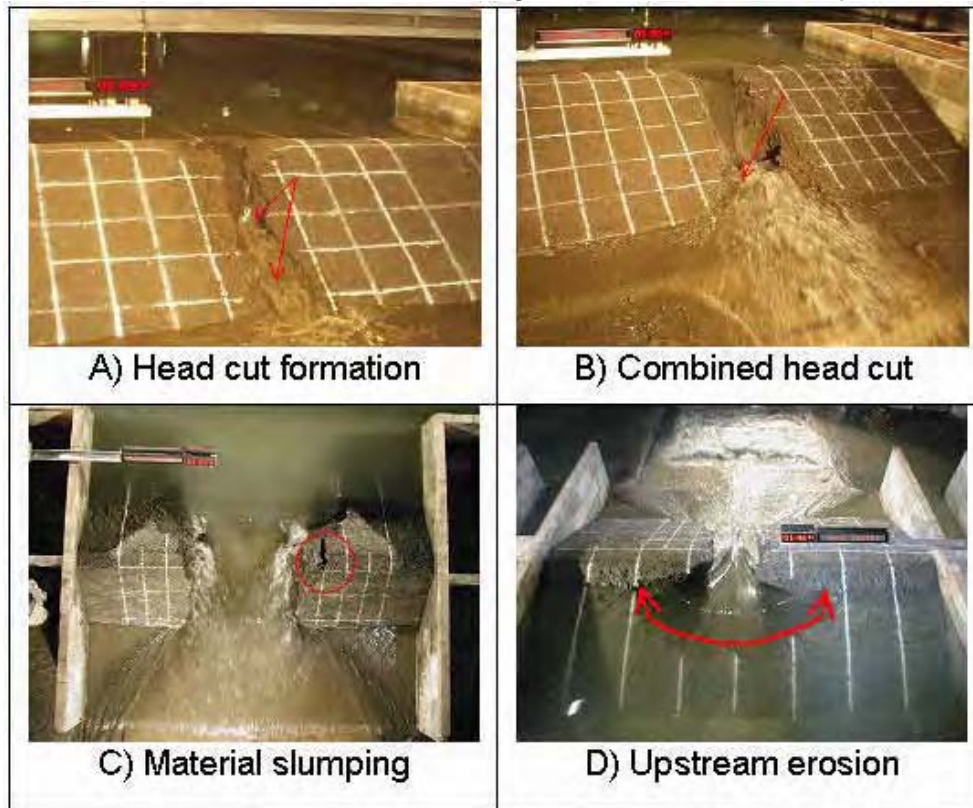 A) Head cut formation
B) Combined head cut
C) Material slumping
D) Upstream erosion